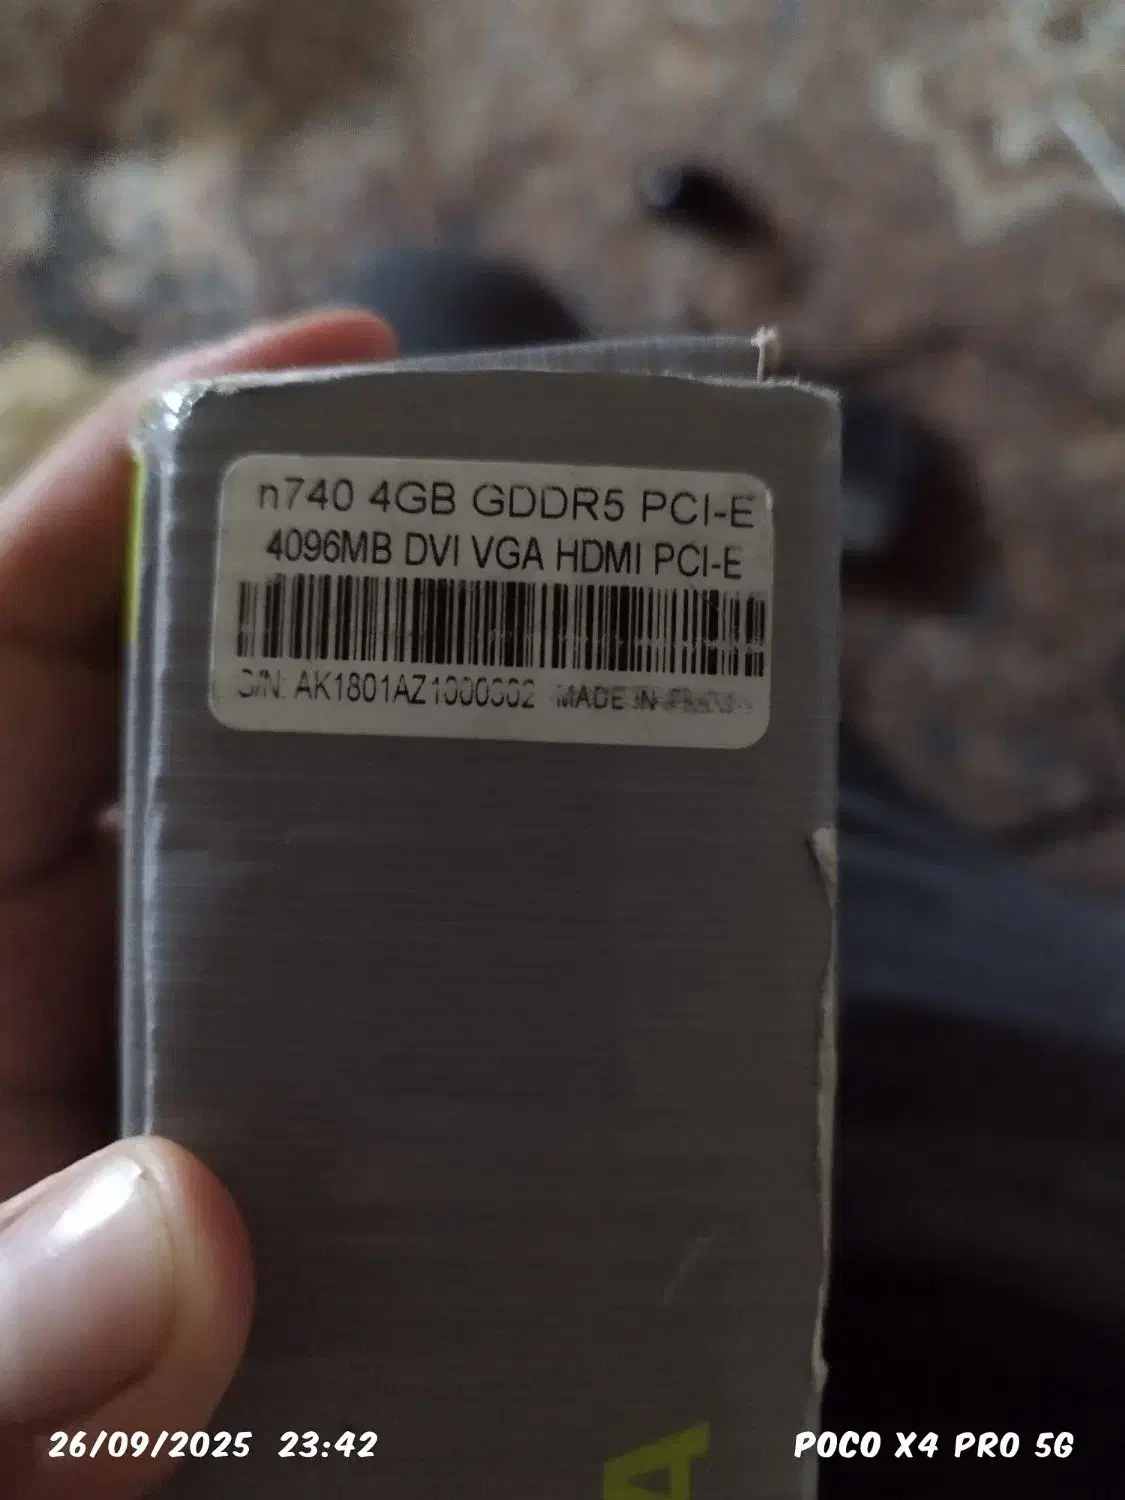 n740 4GB GDDR5 PCI-E
4096MB DVI VGA HDMI PCI-E
S/N: MADE IN
A
26/09/2025 23:42
POCO X4 PRO 5G